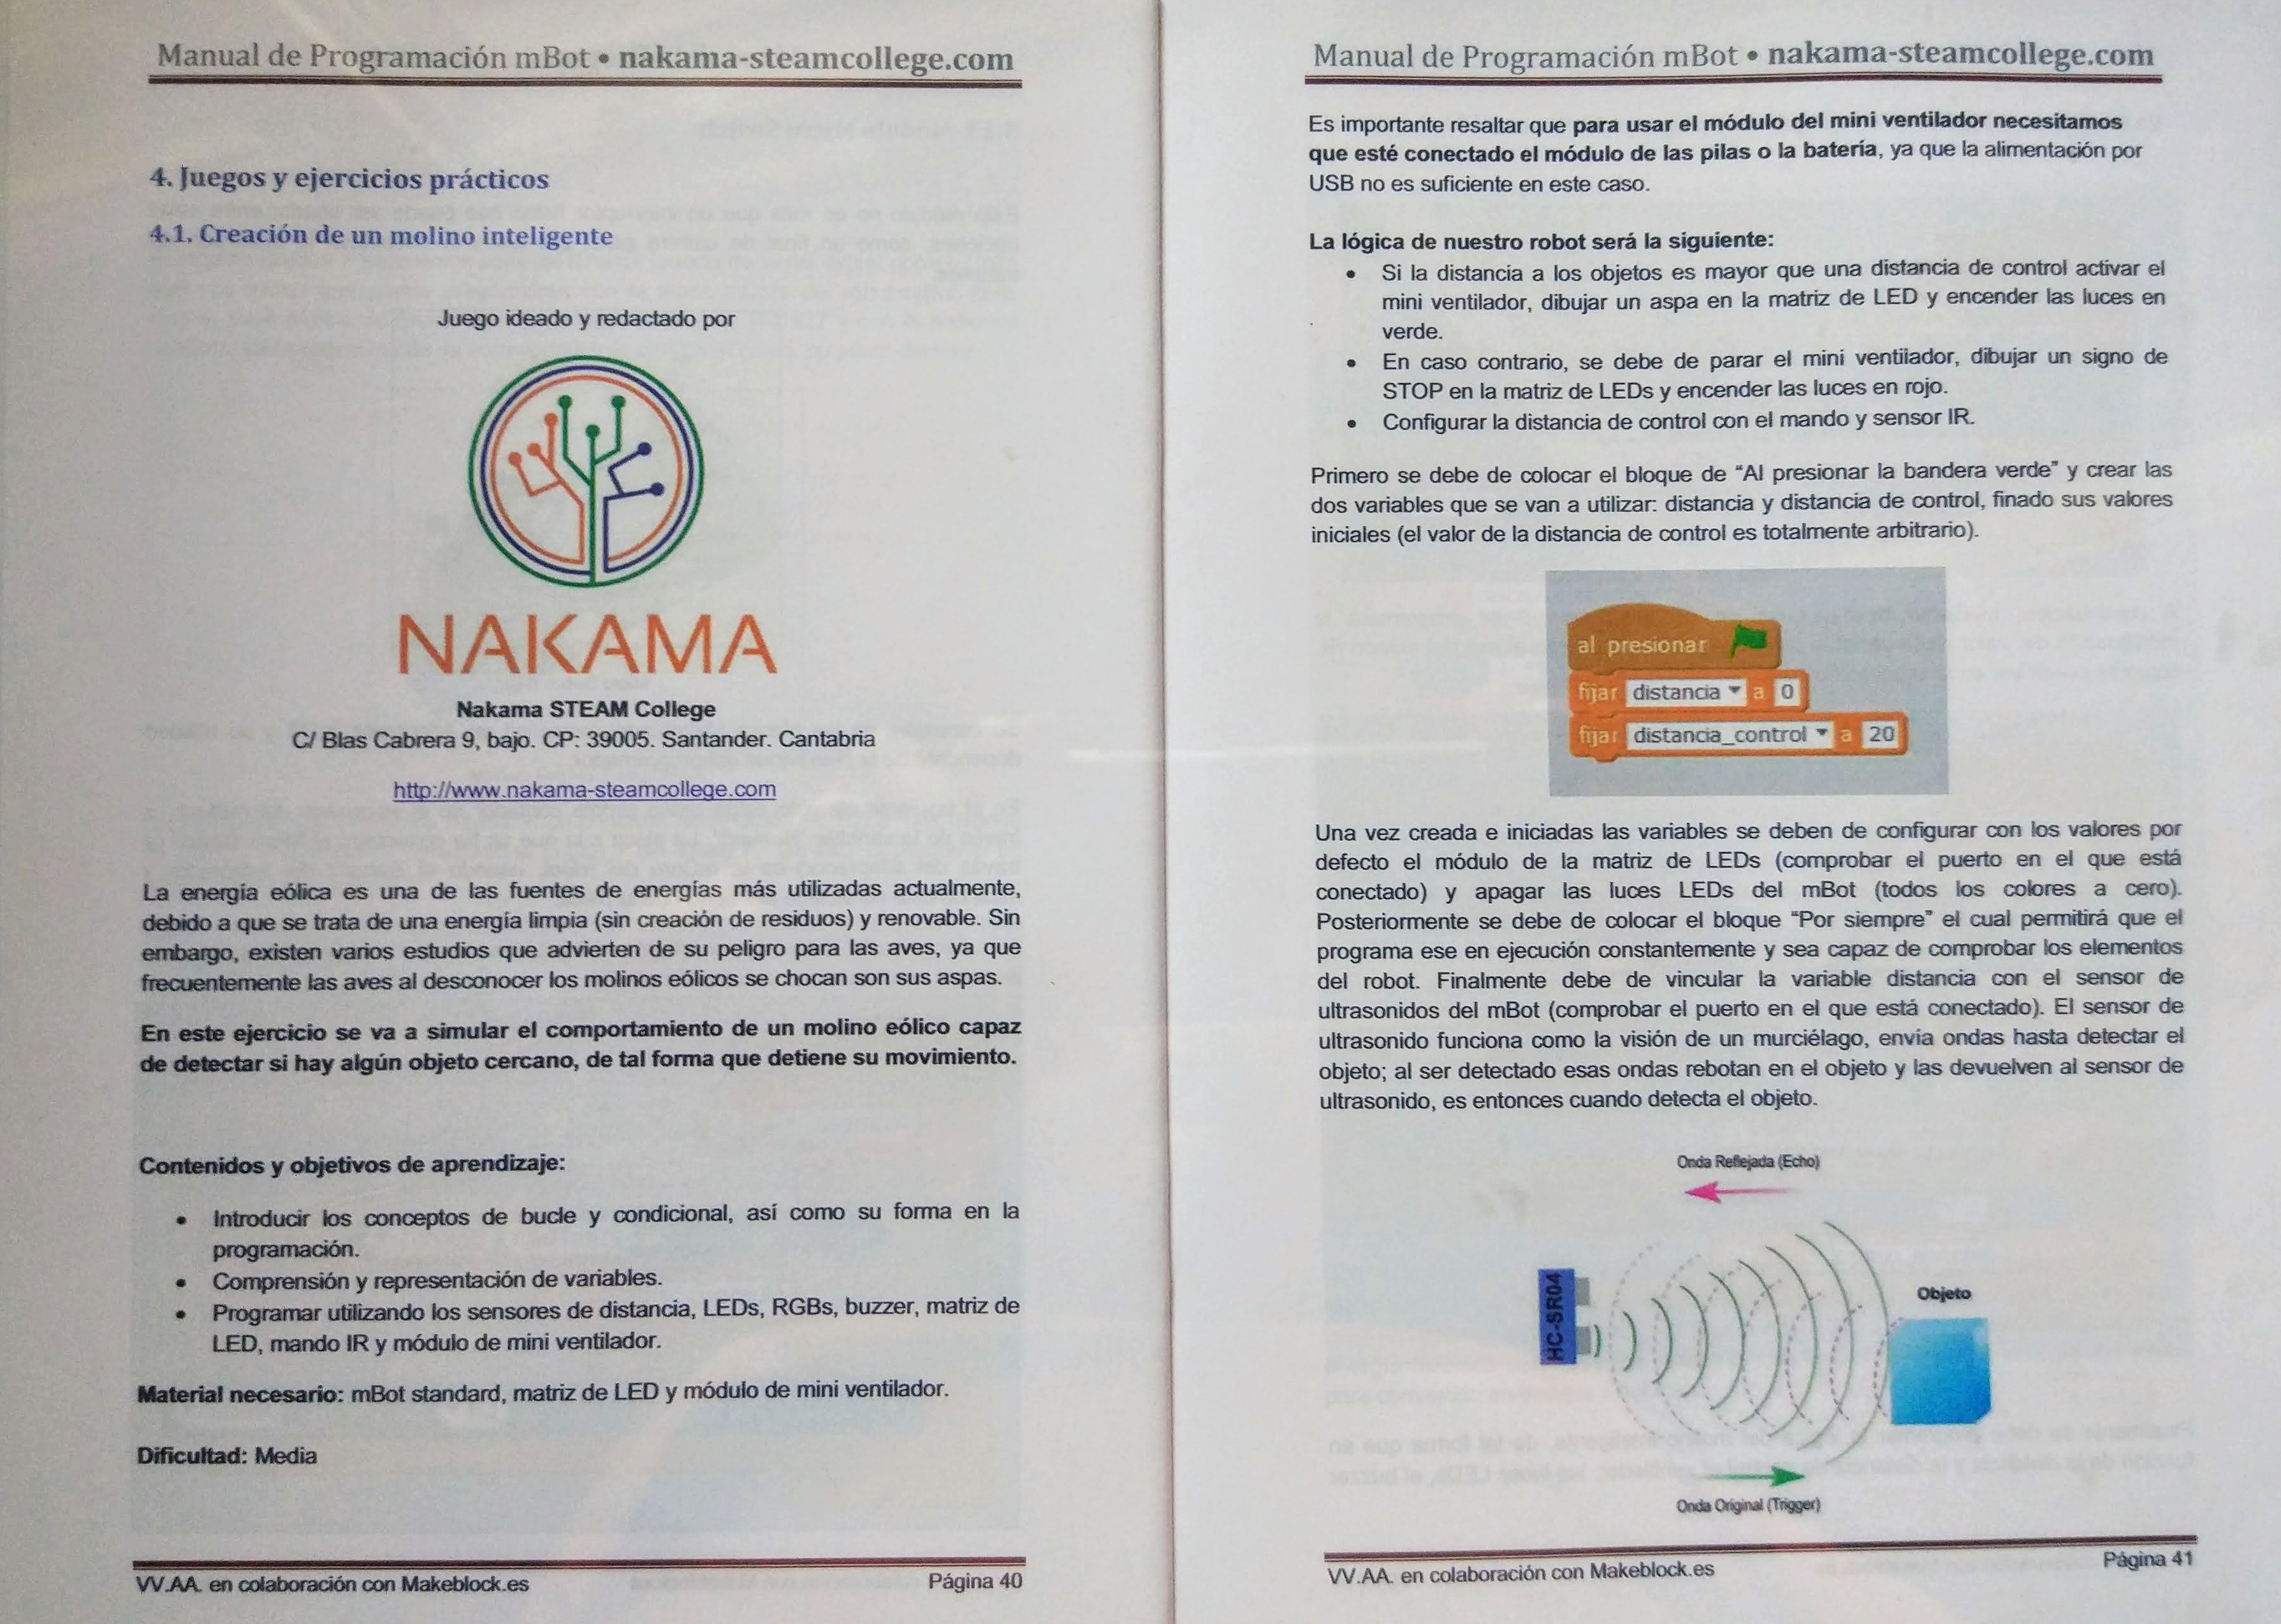 Manual de Programación mBot • nakama-steamcollege.com
4. Juegos y ejercicios prácticos
4.1. Creación de un molino inteligente
Juego ideado y redactado por
NAKAMA
Nakama STEAM College
C/ Blas Cabrera 9, bajo. CP: 39005. Santander. Cantabria
http://www.nakama-steamcollege.com
La energía eólica es una de las fuentes de energías más utilizadas actualmente,
debido a que se trata de una energía limpia (sin creación de residuos) y renovable. Sin
embargo, existen varios estudios que advierten de su peligro para las aves, ya que
frecuentemente las aves al desconocer los molinos eólicos se chocan son sus aspas.
En este ejercicio se va a simular el comportamiento de un molino eólico capaz
de detectar si hay algún objeto cercano, de tal forma que detiene su movimiento.
Contenidos y objetivos de aprendizaje:
• Introducir los conceptos de bucle y condicional, así como su forma en la
programación.
• Comprensión y representación de variables.
• Programar utilizando los sensores de distancia, LEDs, RGBs, buzzer, matriz de
LED, mando IR y módulo de mini ventilador.
Material necesario: mBot standard, matriz de LED y módulo de mini ventilador.
Dificultad: Media
VV.AA. en colaboración con Makeblock.es
Página 40
Manual de Programación mBot • nakama-steamcollege.com
Es importante resaltar que para usar el módulo del mini ventilador necesitamos
que esté conectado el módulo de las pilas o la batería, ya que la alimentación por
USB no es suficiente en este caso.
La lógica de nuestro robot será la siguiente:
• Si la distancia a los objetos es mayor que una distancia de control activar el
mini ventilador, dibujar un aspa en la matriz de LED y encender las luces en
verde.
• En caso contrario, se debe de parar el mini ventilador, dibujar un signo de
STOP en la matriz de LEDs y encender las luces en rojo.
• Configurar la distancia de control con el mando y sensor IR.
Primero se debe de colocar el bloque de “Al presionar la bandera verde” y crear las
dos variables que se van a utilizar: distancia y distancia de control, finado sus valores
iniciales (el valor de la distancia de control es totalmente arbitrario).
al presionar
fijar distancia a 0
fijar distancia_control a 20
Una vez creada e iniciadas las variables se deben de configurar con los valores por
defecto el módulo de la matriz de LEDs (comprobar el puerto en el que está
conectado) y apagar las luces LEDs del mBot (todos los colores a cero).
Posteriormente se debe de colocar el bloque “Por siempre” el cual permitirá que el
programa ese en ejecución constantemente y sea capaz de comprobar los elementos
del robot. Finalmente debe de vincular la variable distancia con el sensor de
ultrasonidos del mBot (comprobar el puerto en el que está conectado). El sensor de
ultrasonido funciona como la visión de un murciélago, envía ondas hasta detectar el
objeto; al ser detectado esas ondas rebotan en el objeto y las devuelven al sensor de
ultrasonido, es entonces cuando detecta el objeto.
Onda Reflejada (Echo)
HC-SR04
Objeto
Onda Original (Trigger)
VV.AA. en colaboración con Makeblock.es
Página 41